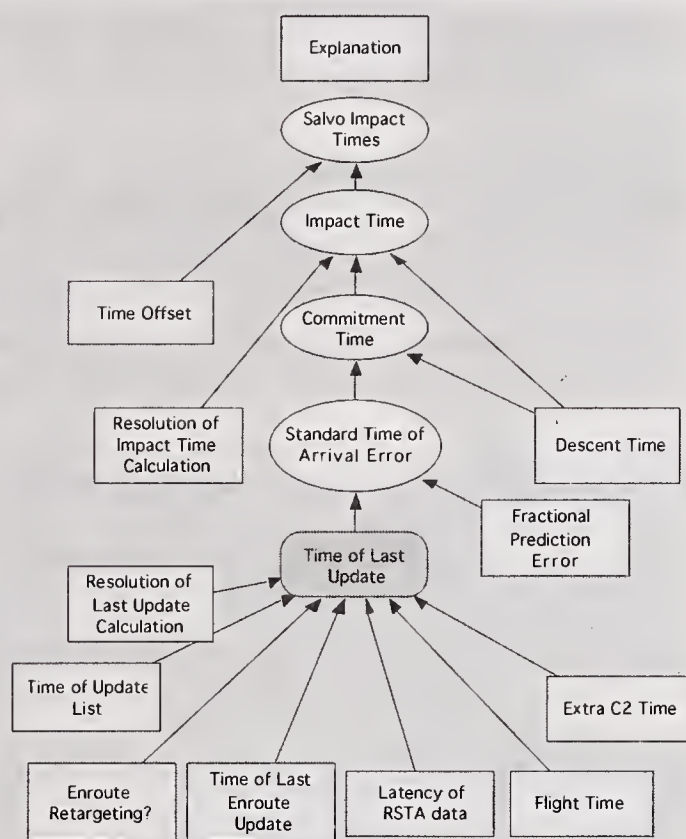 Explanation
Salvo Impact
Times
Impact Time
Time Offset
Commitment
Time
Resolution of
Impact Time
Calculation
Standard Time of
Arrival Error
Descent Time
Fractional
Prediction
Error
Time of Last
Update
Resolution of
Last Update
Calculation
Time of Update
List
Extra C2 Time
Enroute
Retargeting?
Time of Last
Enroute
Update
Latency of
RSTA data
Flight Time